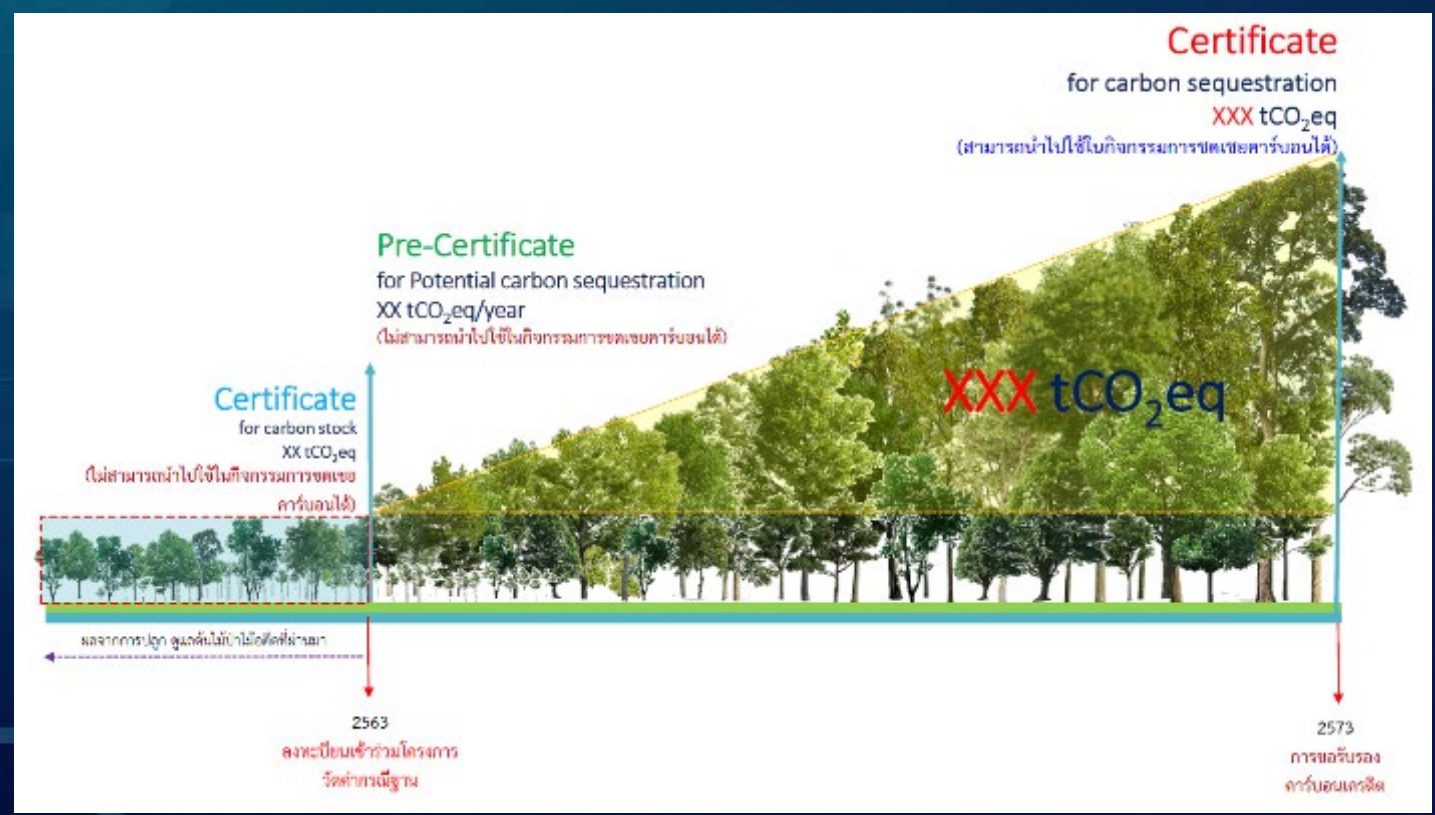 Certificate
for carbon sequestration
XXX tCO₂eq
(สามารถนำไปใช้ในกิจกรรมการชดเชยคาร์บอนได้)
Pre-Certificate
for Potential carbon sequestration
XX tCO₂eq/year
(ไม่สามารถนำไปใช้ในกิจกรรมการชดเชยคาร์บอนได้)
Certificate
for carbon stock
XX tCO₂eq
(ไม่สามารถนำไปใช้ในกิจกรรมการชดเชย
คาร์บอนได้)
XXX tCO₂eq
ผลจากการปลูก ดูแลต้นไม้ป่าไม้อดีตที่ผ่านมา
2563
ลงทะเบียนเข้าร่วมโครงการ
วัดค่ากรณีฐาน
2573
การขอรับรอง
คาร์บอนเครดิต